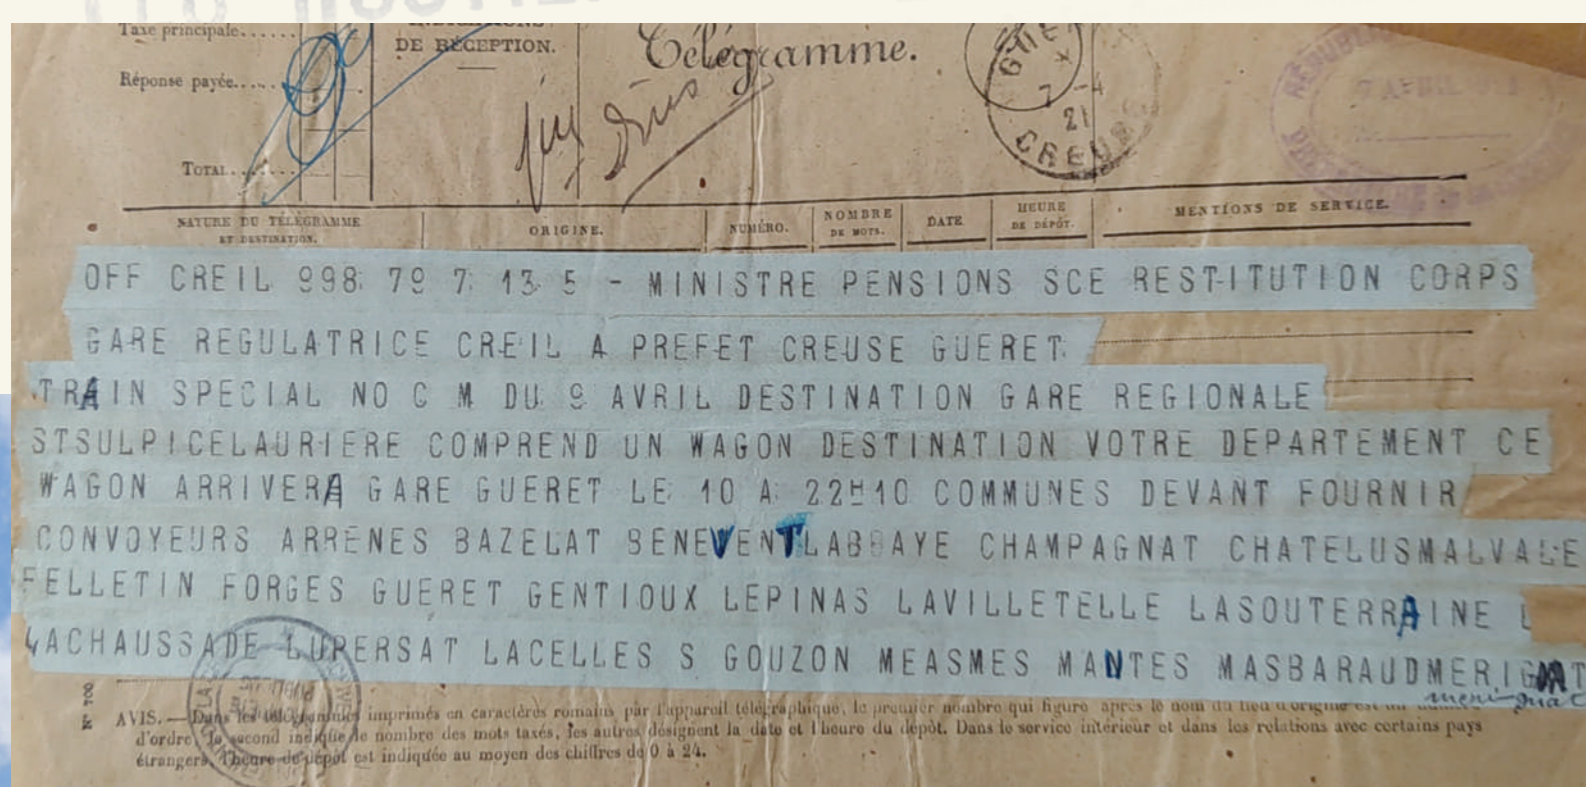 Taxe principale......
DE RÉCEPTION.
Télégramme.
Réponse payée.....
7 - 4
21
CREUSE
TOTAL.......
NATURE DU TÉLÉGRAMME
ET DESTINATION.
ORIGINE.
NUMÉRO.
NOMBRE
DE MOTS.
DATE
HEURE
DE DÉPÔT.
MENTIONS DE SERVICE.
OFF CREIL 998 79 7 13 5 - MINISTRE PENSIONS SCE RESTITUTION CORPS
GARE REGULATRICE CREIL A PREFET CREUSE GUERET
TRAIN SPECIAL NO C M DU 9 AVRIL DESTINATION GARE REGIONALE
STSULPICELAURIERE COMPREND UN WAGON DESTINATION VOTRE DEPARTEMENT CE
WAGON ARRIVERA GARE GUERET LE 10 A 22H10 COMMUNES DEVANT FOURNIR
CONVOYEURS ARRENES BAZELAT BENEVENTLABBAYE CHAMPAGNAT CHATELUSMALVALE
FELLETIN FORGES GUERET GENTIOUX LEPINAS LAVILLETELLE LASOUTERRAINE L
LACHAUSSADE LUPERSAT LACELLES S GOUZON MEASMES MANTES MASBARAUDMERIGNAT
merignat
N° 700
AVIS. — Dans les télégrammes imprimés en caractères romains par l'appareil télégraphique, le premier nombre qui figure après le nom du lieu d'origine est un
d'ordre, le second indique le nombre des mots taxés, les autres désignent la date et l'heure du dépôt. Dans le service intérieur et dans les relations avec certains pays
étrangers, l'heure de dépôt est indiquée au moyen des chiffres de 0 à 24.